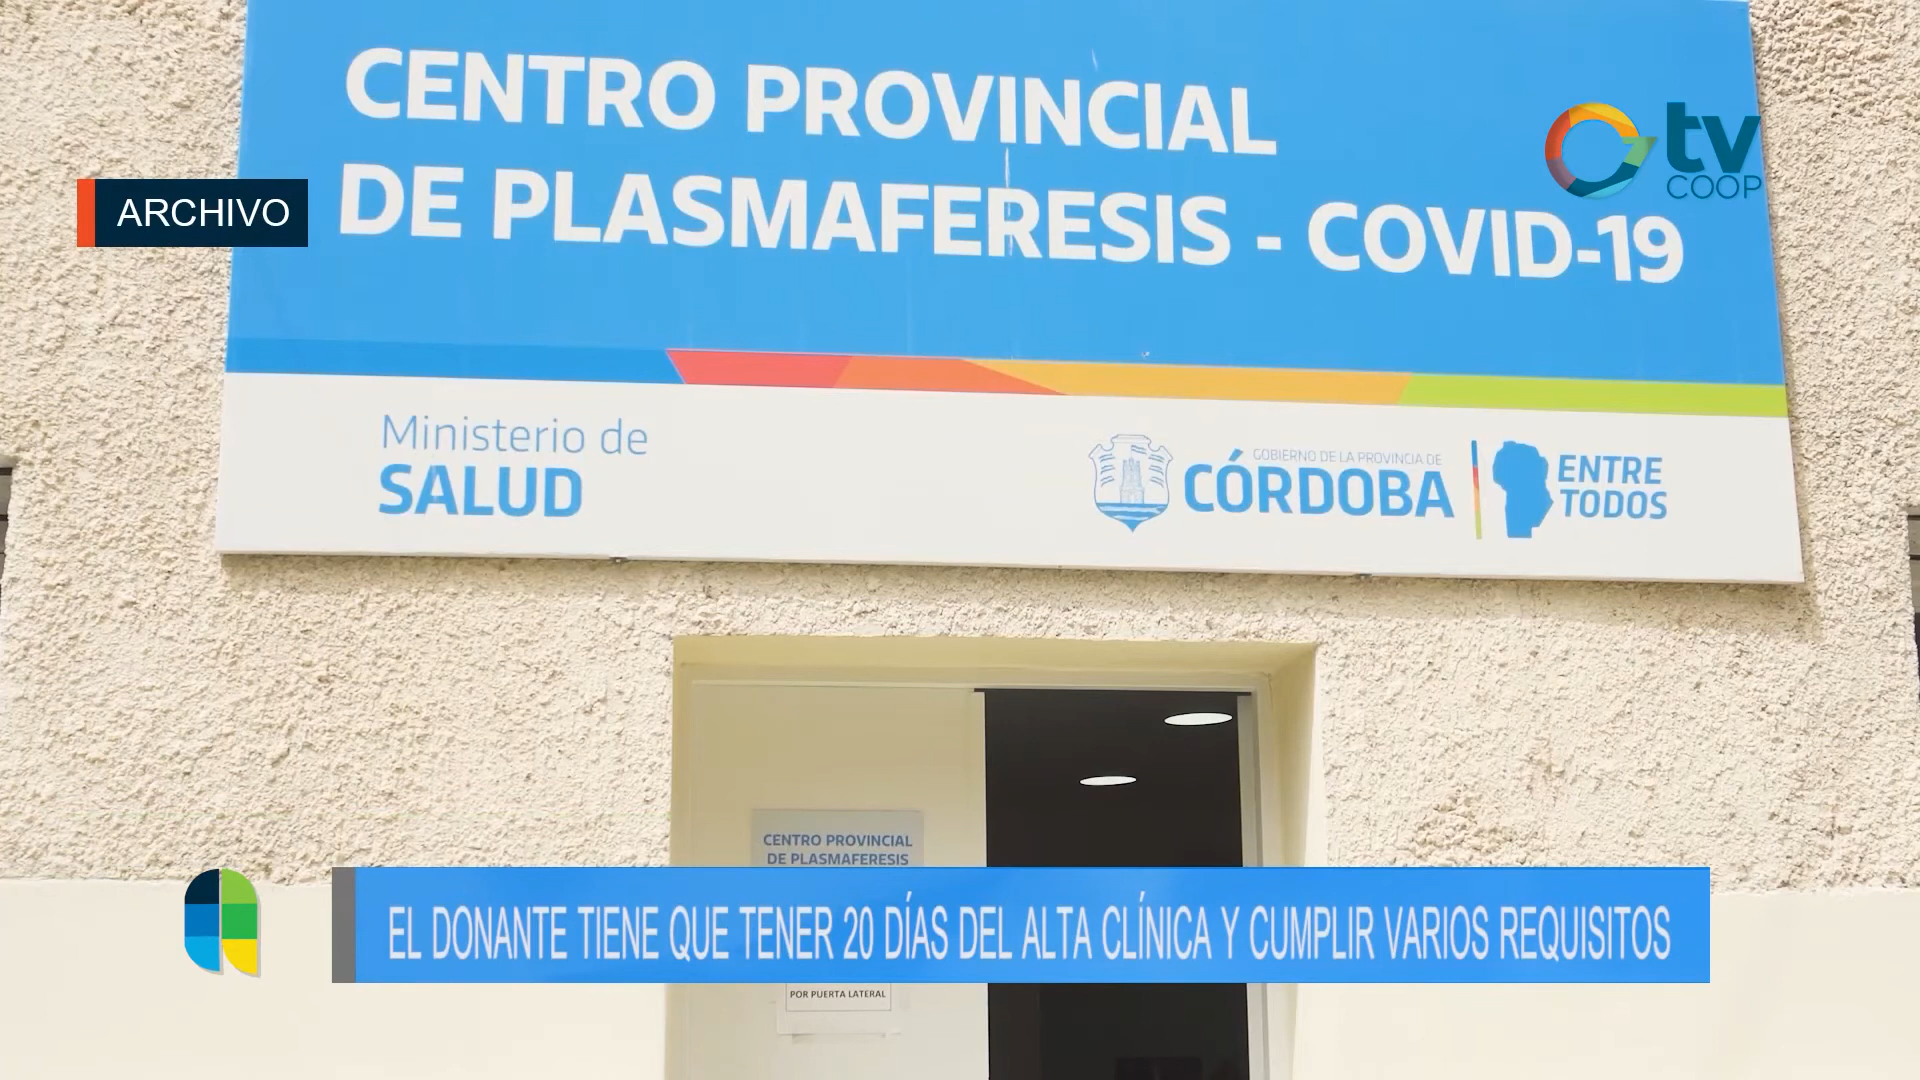 CENTRO PROVINCIAL
DE PLASMAFERESIS - COVID-19
tv
COOP
ARCHIVO
Ministerio de
SALUD
GOBIERNO DE LA PROVINCIA DE
CÓRDOBA
ENTRE
TODOS
CENTRO PROVINCIAL
DE PLASMAFERESIS
EL DONANTE TIENE QUE TENER 20 DÍAS DEL ALTA CLÍNICA Y CUMPLIR VARIOS REQUISITOS
POR PUERTA LATERAL